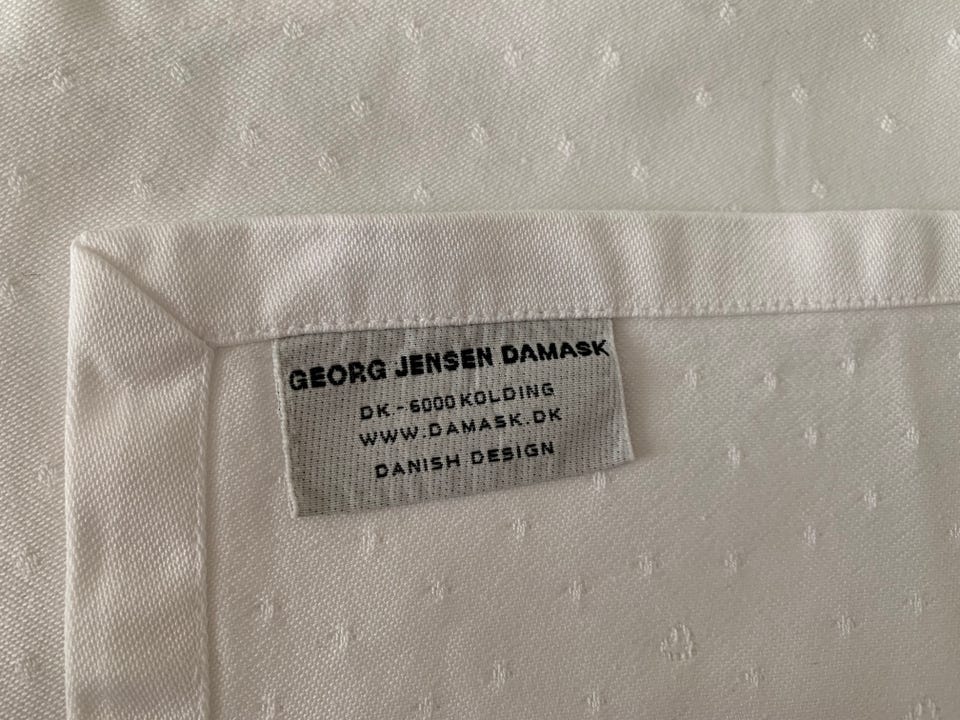 GEORG JENSEN DAMASK
DK - 6000 KOLDING
WWW.DAMASK.DK
DANISH DESIGN